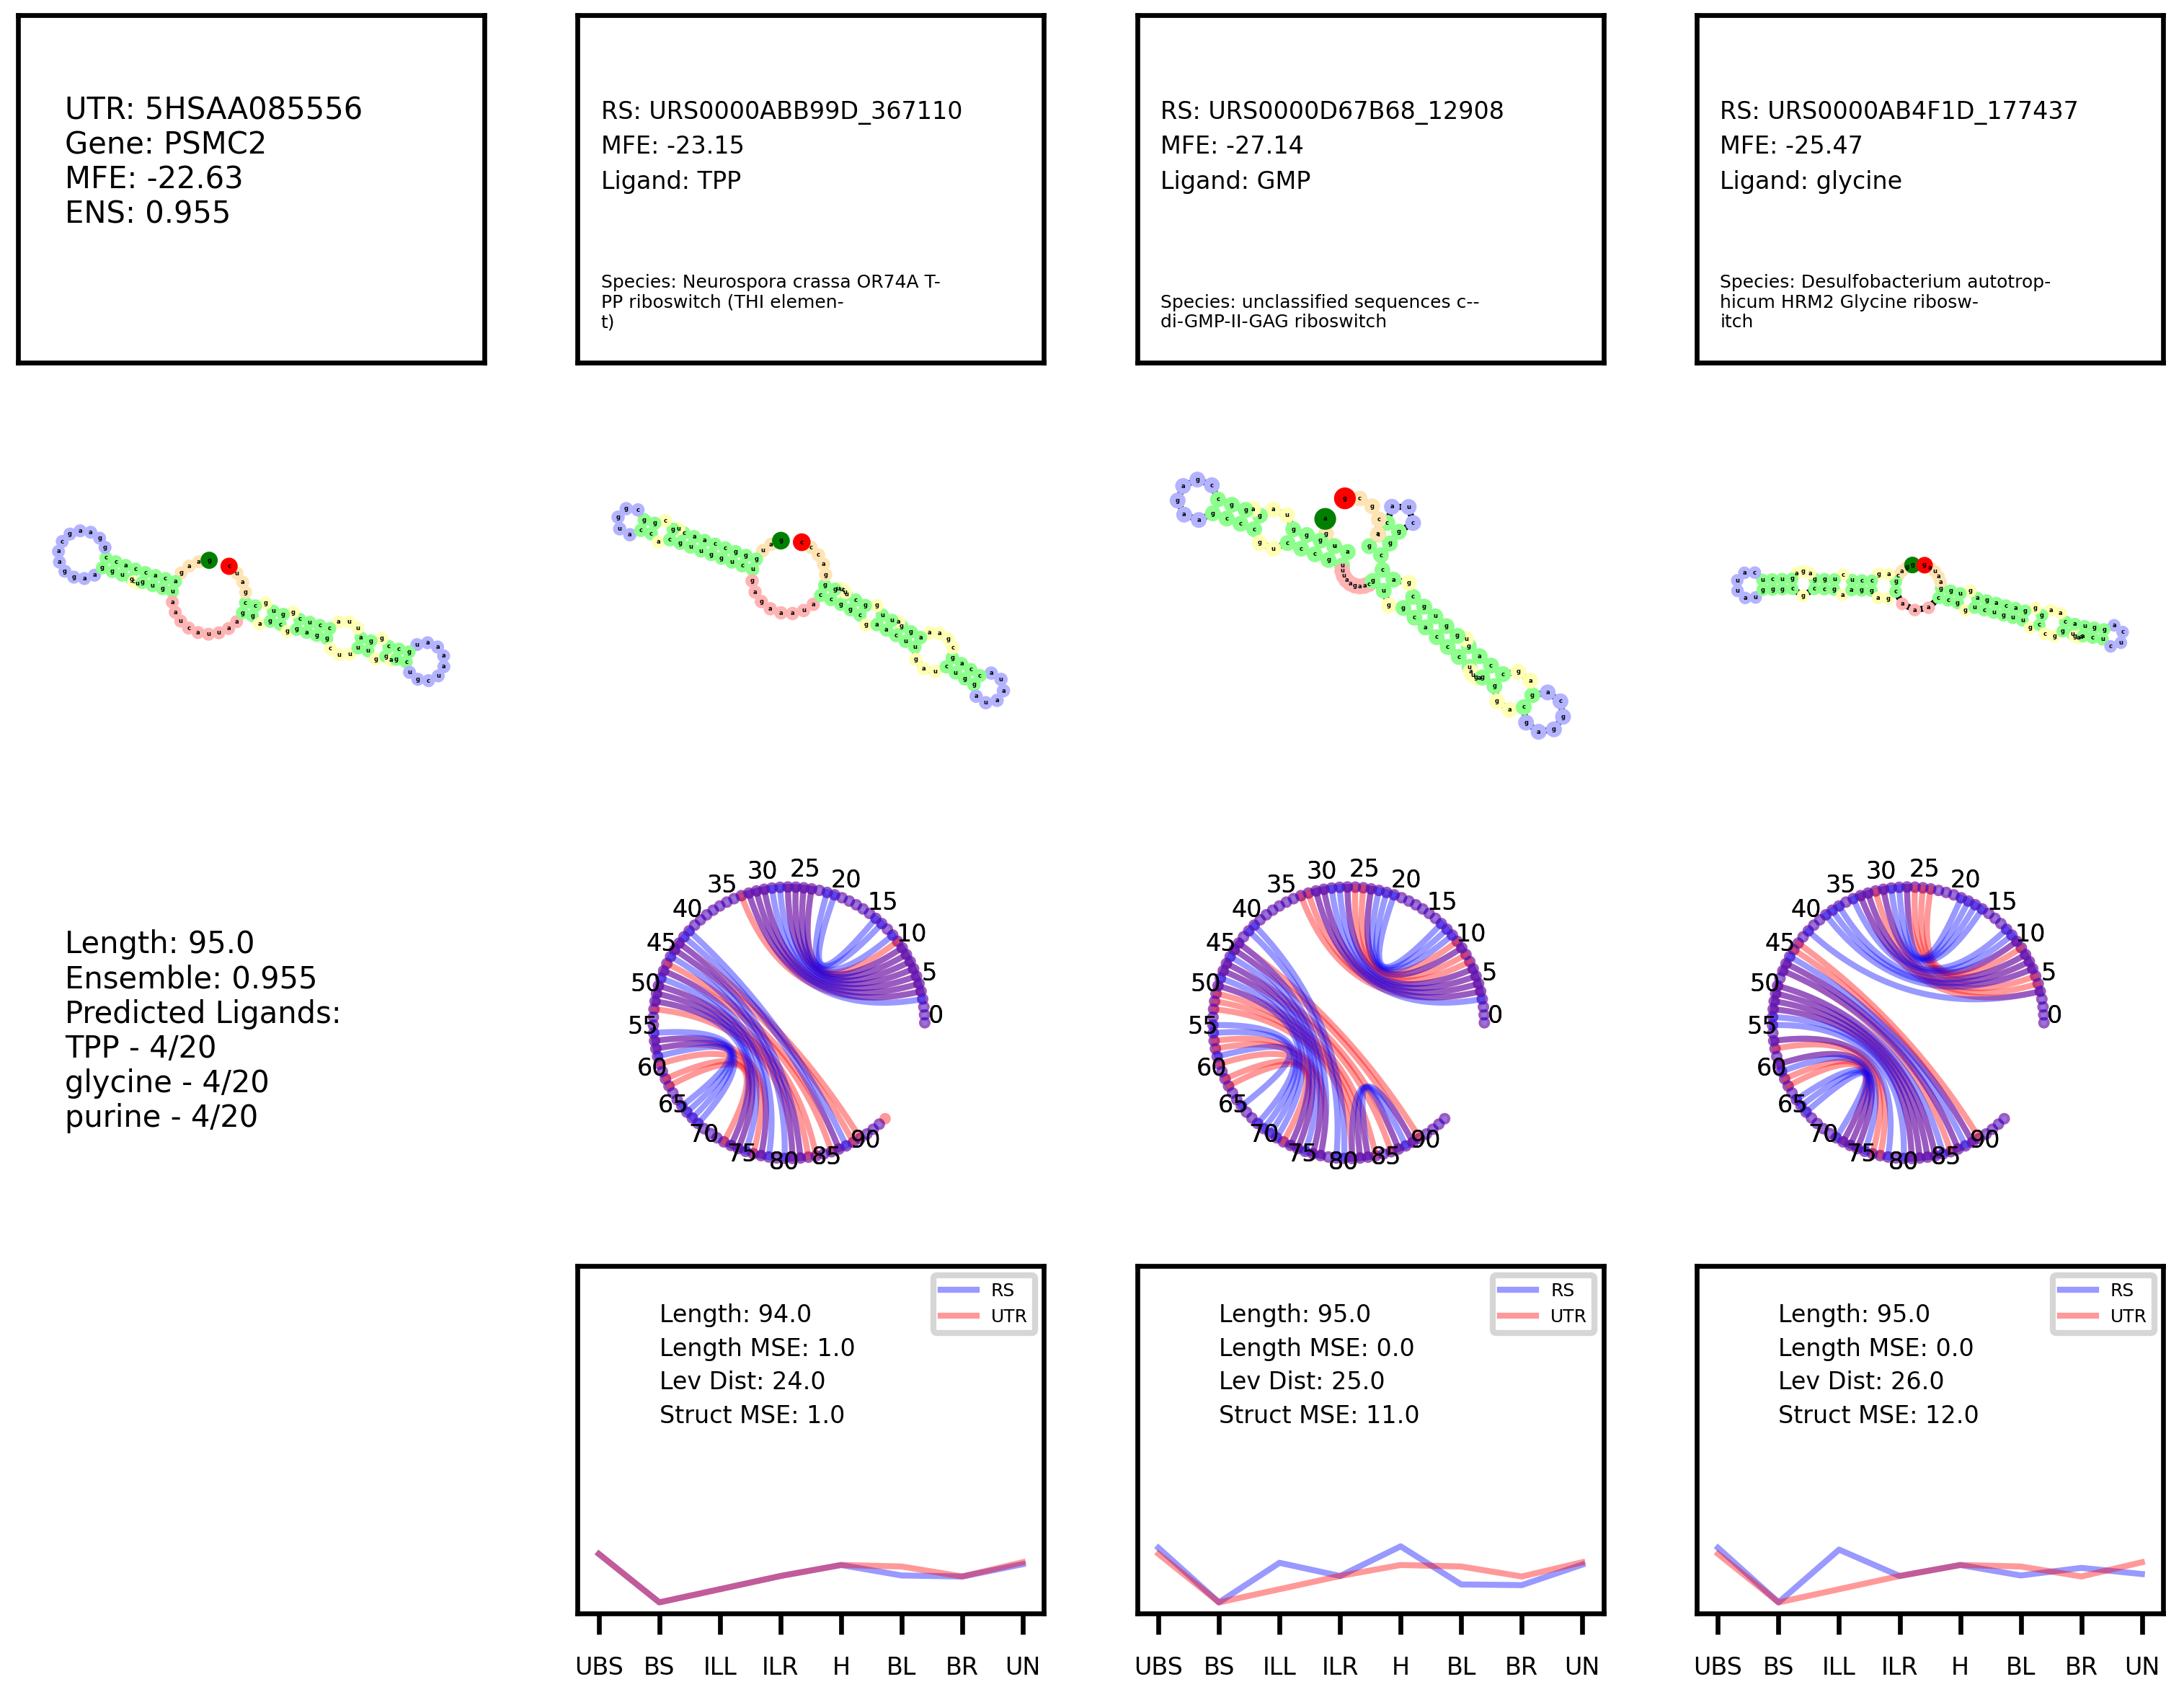 UTR: 5HSAA085556
Gene: PSMC2
MFE: -22.63
ENS: 0.955
RS: URS0000ABB99D_367110
MFE: -23.15
Ligand: TPP
Species: Neurospora crassa OR74A T-
PP riboswitch (THI elemen-
t)
RS: URS0000D67B68_12908
MFE: -27.14
Ligand: GMP
Species: unclassified sequences c--
di-GMP-II-GAG riboswitch
RS: URS0000AB4F1D_177437
MFE: -25.47
Ligand: glycine
Species: Desulfobacterium autotrop-
hicum HRM2 Glycine ribosw-
itch
Length: 95.0
Ensemble: 0.955
Predicted Ligands:
TPP - 4/20
glycine - 4/20
purine - 4/20
0 5 10 15 20 25 30 35 40 45 50 55 60 65 70 75 80 85 90
0 5 10 15 20 25 30 35 40 45 50 55 60 65 70 75 80 85 90
0 5 10 15 20 25 30 35 40 45 50 55 60 65 70 75 80 85 90
RS
UTR
Length: 94.0
Length MSE: 1.0
Lev Dist: 24.0
Struct MSE: 1.0
UBS BS ILL ILR H BL BR UN
RS
UTR
Length: 95.0
Length MSE: 0.0
Lev Dist: 25.0
Struct MSE: 11.0
UBS BS ILL ILR H BL BR UN
RS
UTR
Length: 95.0
Length MSE: 0.0
Lev Dist: 26.0
Struct MSE: 12.0
UBS BS ILL ILR H BL BR UN